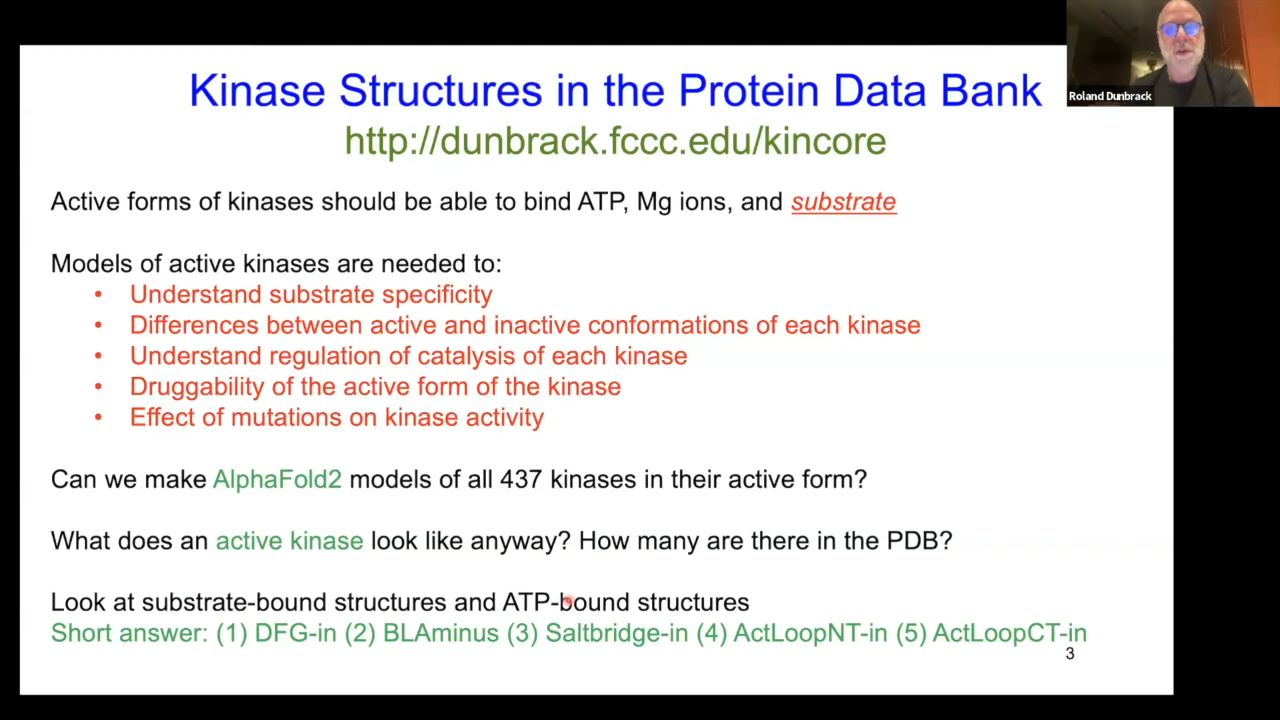 Kinase Structures in the Protein Data Bank
http://dunbrack.fccc.edu/kincore
Roland Dunbrack
Active forms of kinases should be able to bind ATP, Mg ions, and substrate
Models of active kinases are needed to:
• Understand substrate specificity
• Differences between active and inactive conformations of each kinase
• Understand regulation of catalysis of each kinase
• Druggability of the active form of the kinase
• Effect of mutations on kinase activity
Can we make AlphaFold2 models of all 437 kinases in their active form?
What does an active kinase look like anyway? How many are there in the PDB?
Look at substrate-bound structures and ATP-bound structures
Short answer: (1) DFG-in (2) BLAminus (3) Saltbridge-in (4) ActLoopNT-in (5) ActLoopCT-in
3